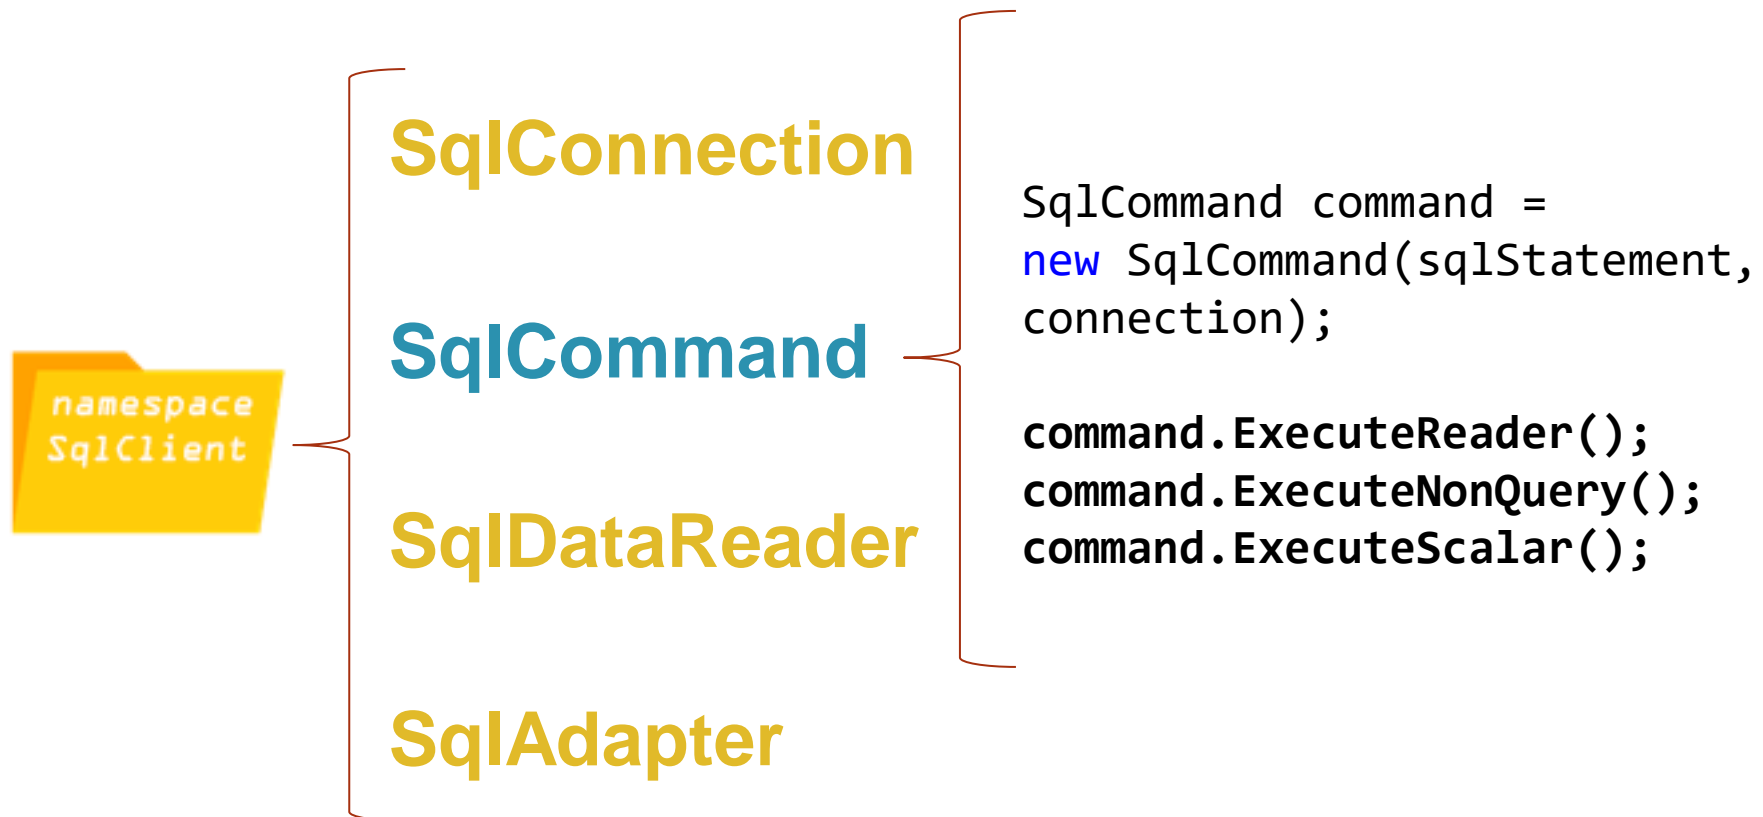 namespace
SqlClient
SqlConnection
SqlCommand
SqlDataReader
SqlAdapter
SqlCommand command =
new SqlCommand(sqlStatement,
connection);
command.ExecuteReader();
command.ExecuteNonQuery();
command.ExecuteScalar();